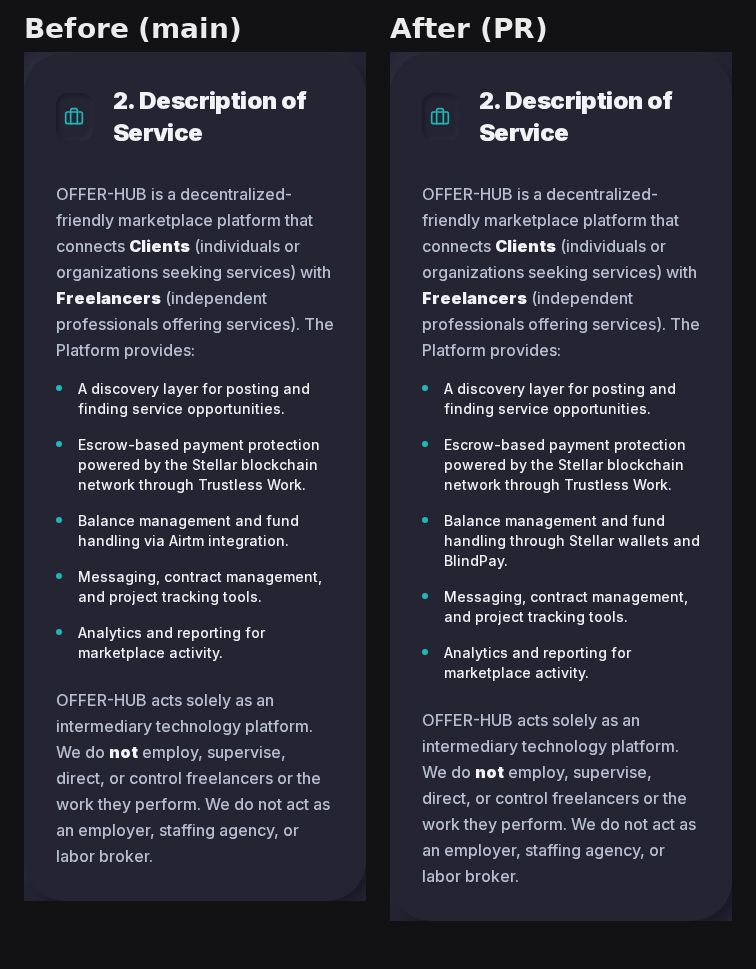 Before (main)
2. Description of
Service
OFFER-HUB is a decentralized-
friendly marketplace platform that
connects Clients (individuals or
organizations seeking services) with
Freelancers (independent
professionals offering services). The
Platform provides:
A discovery layer for posting and
finding service opportunities.
Escrow-based payment protection
powered by the Stellar blockchain
network through Trustless Work.
Balance management and fund
handling via Airtm integration.
Messaging, contract management,
and project tracking tools.
Analytics and reporting for
marketplace activity.
OFFER-HUB acts solely as an
intermediary technology platform.
We do not employ, supervise,
direct, or control freelancers or the
work they perform. We do not act as
an employer, staffing agency, or
labor broker.
After (PR)
2. Description of
Service
OFFER-HUB is a decentralized-
friendly marketplace platform that
connects Clients (individuals or
organizations seeking services) with
Freelancers (independent
professionals offering services). The
Platform provides:
A discovery layer for posting and
finding service opportunities.
Escrow-based payment protection
powered by the Stellar blockchain
network through Trustless Work.
Balance management and fund
handling through Stellar wallets and
BlindPay.
Messaging, contract management,
and project tracking tools.
Analytics and reporting for
marketplace activity.
OFFER-HUB acts solely as an
intermediary technology platform.
We do not employ, supervise,
direct, or control freelancers or the
work they perform. We do not act as
an employer, staffing agency, or
labor broker.